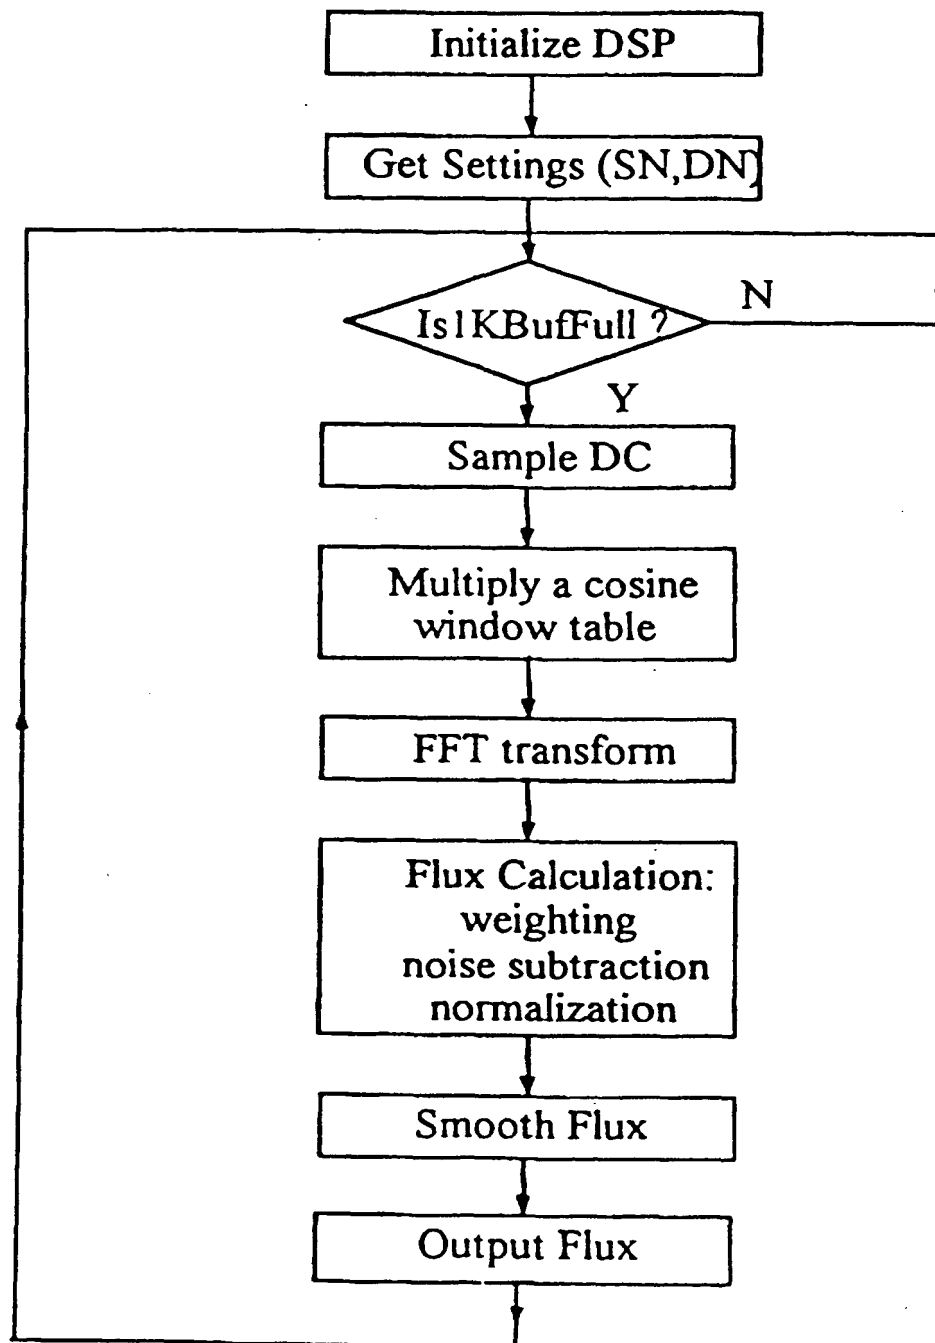 Initialize DSP
Get Settings (SN,DN)
Is1KBufFull ?
N
Y
Sample DC
Multiply a cosine
window table
FFT transform
Flux Calculation:
weighting
noise subtraction
normalization
Smooth Flux
Output Flux